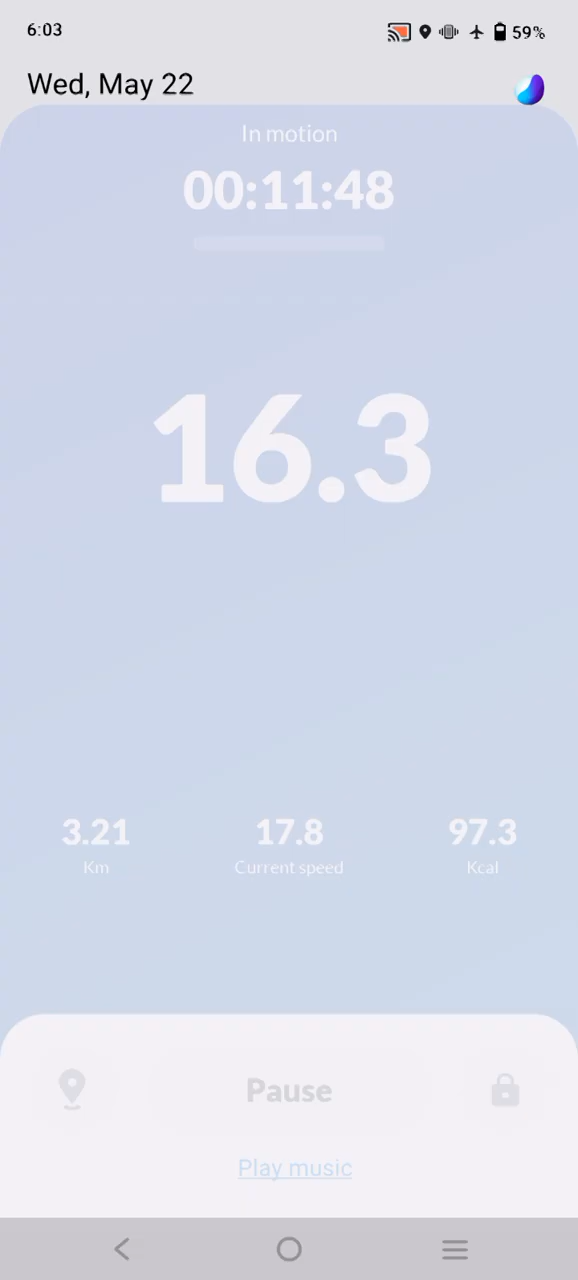 6:03
59%
Wed, May 22
In motion
00:11:48
16.3
3.21
17.8
97.3
Km
Current speed
Kcal
Pause
Play music